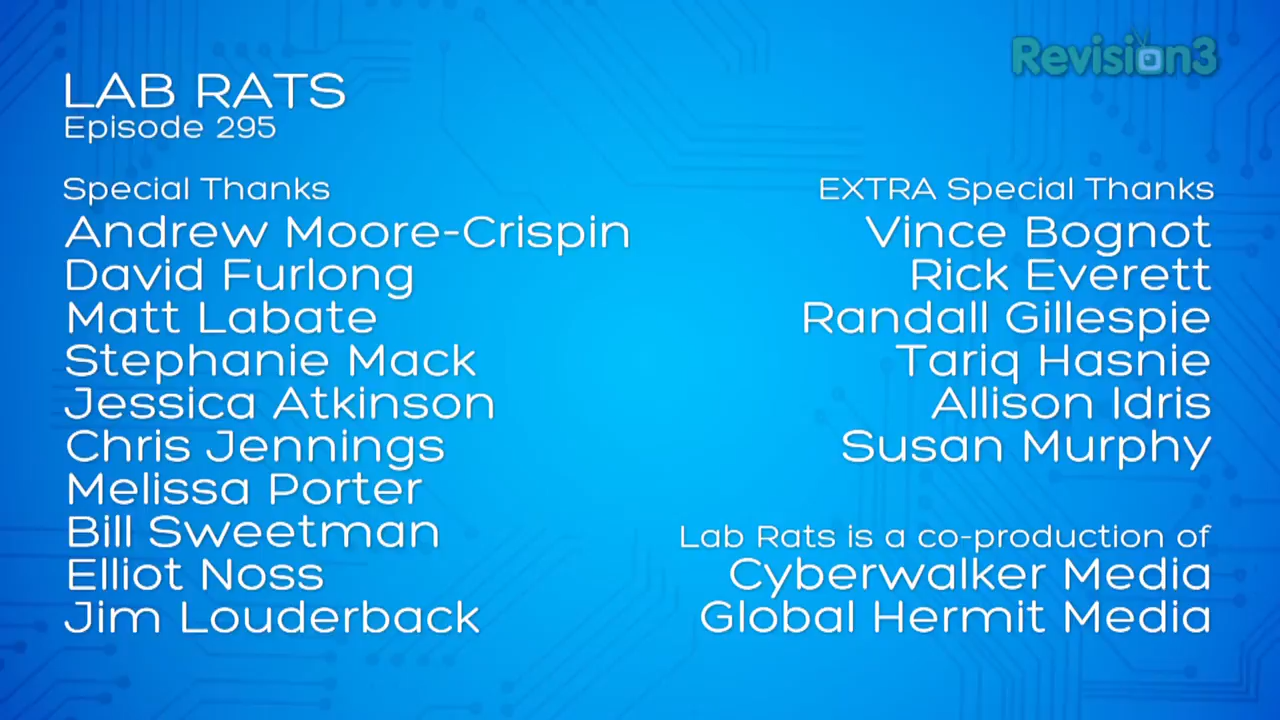 Revision3
LAB RATS
Episode 295
Special Thanks
Andrew Moore-Crispin
David Furlong
Matt Labate
Stephanie Mack
Jessica Atkinson
Chris Jennings
Melissa Porter
Bill Sweetman
Elliot Noss
Jim Louderback
EXTRA Special Thanks
Vince Bognot
Rick Everett
Randall Gillespie
Tariq Hasnie
Allison Idris
Susan Murphy
Lab Rats is a co-production of
Cyberwalker Media
Global Hermit Media